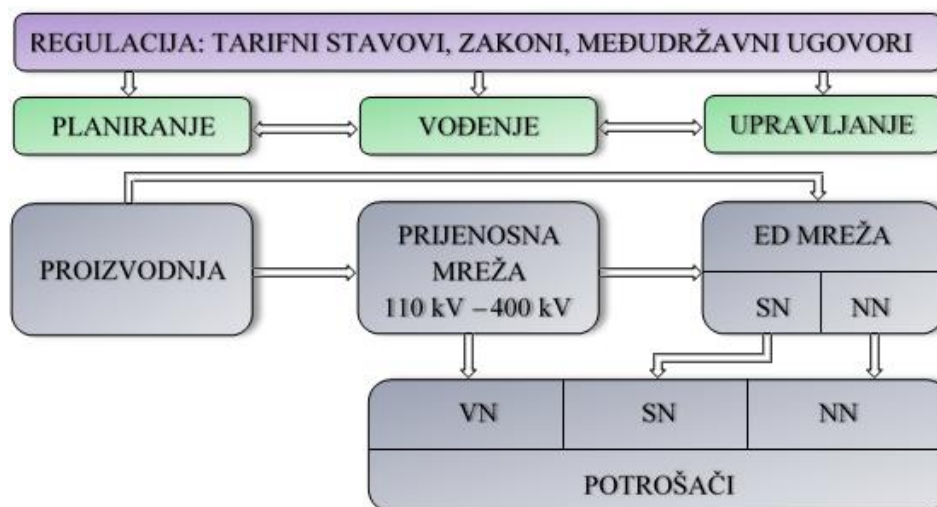 REGULACIJA: TARIFNI STAVOVI, ZAKONI, MEĐUDRŽAVNI UGOVORI
PLANIRANJE
VOĐENJE
UPRAVLJANJE
PROIZVODNJA
PRIJENOSNA
MREŽA
110 kV – 400 kV
ED MREŽA
SN
NN
VN
SN
NN
POTROŠAČI